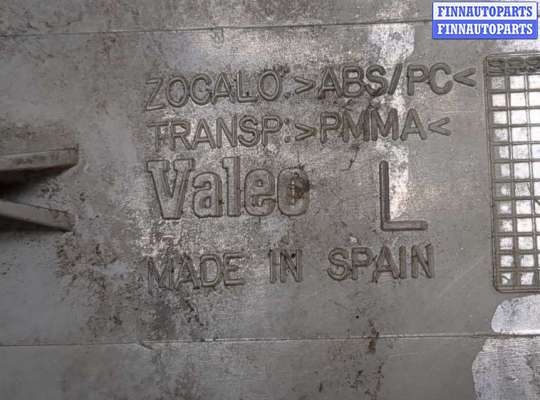 FINNAUTOPARTS
FINNAUTOPARTS
ZOCALO:>ABS/PC<
TRANSP:>PMMA<
Valeo L
MADE IN SPAIN